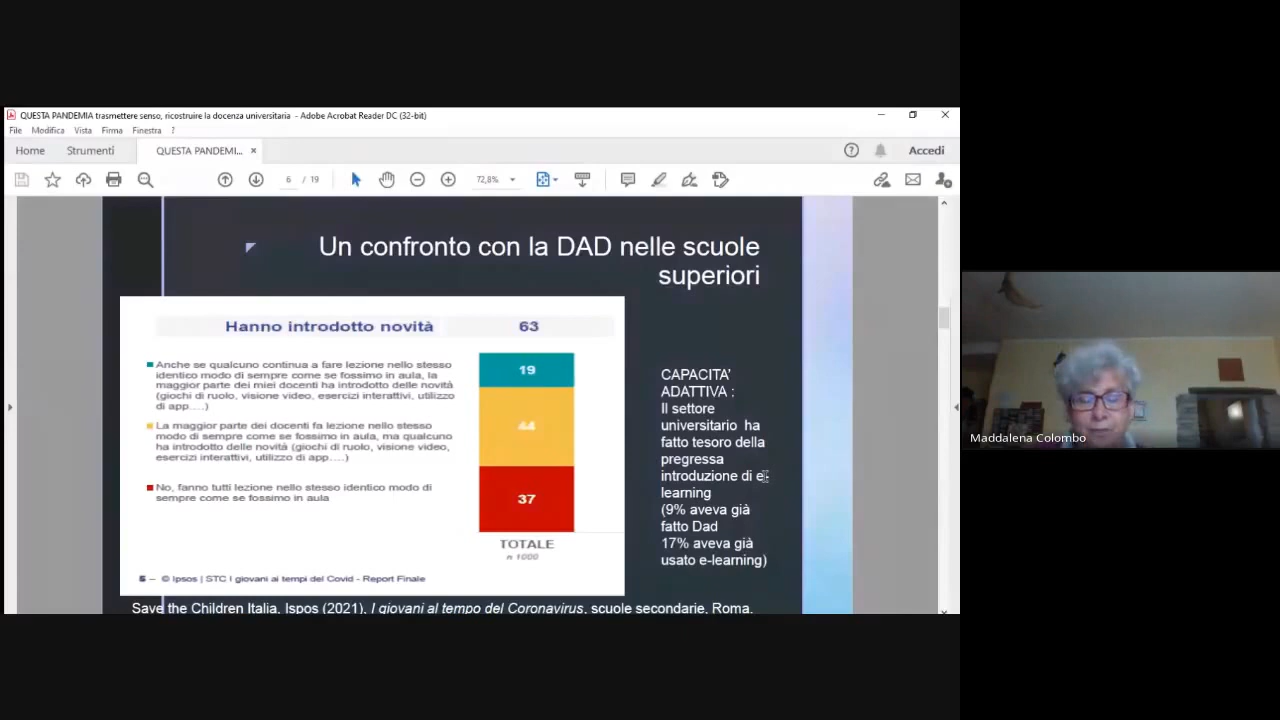 QUESTA PANDEMIA trasmettere senso, ricostruire la docenza universitaria - Adobe Acrobat Reader DC (32-bit)
File Modifica Vista Firma Finestra ?
Home Strumenti QUESTA PANDEMI... × Accedi
6 / 19 72,8%
Un confronto con la DAD nelle scuole
superiori
Hanno introdotto novità 63
Anche se qualcuno continua a fare lezione nello stesso
identico modo di sempre come se fossimo in aula, la
maggior parte dei miei docenti ha introdotto delle novità
(giochi di ruolo, visione video, esercizi interattivi, utilizzo
di app.....)
La maggior parte dei docenti fa lezione nello stesso
modo di sempre come se fossimo in aula, ma qualcuno
ha introdotto delle novità (giochi di ruolo, visione video,
esercizi interattivi, utilizzo di app....)
No, fanno tutti lezione nello stesso identico modo di
sempre come se fossimo in aula
19
44
37
TOTALE
n 1000
5 – © Ipsos | STC I giovani ai tempi del Covid - Report Finale
CAPACITA'
ADATTIVA :
Il settore
universitario ha
fatto tesoro della
pregressa
introduzione di e-
learning
(9% aveva già
fatto Dad
17% aveva già
usato e-learning)
Save the Children Italia, Ispos (2021), I giovani al tempo del Coronavirus, scuole secondarie, Roma.
Maddalena Colombo